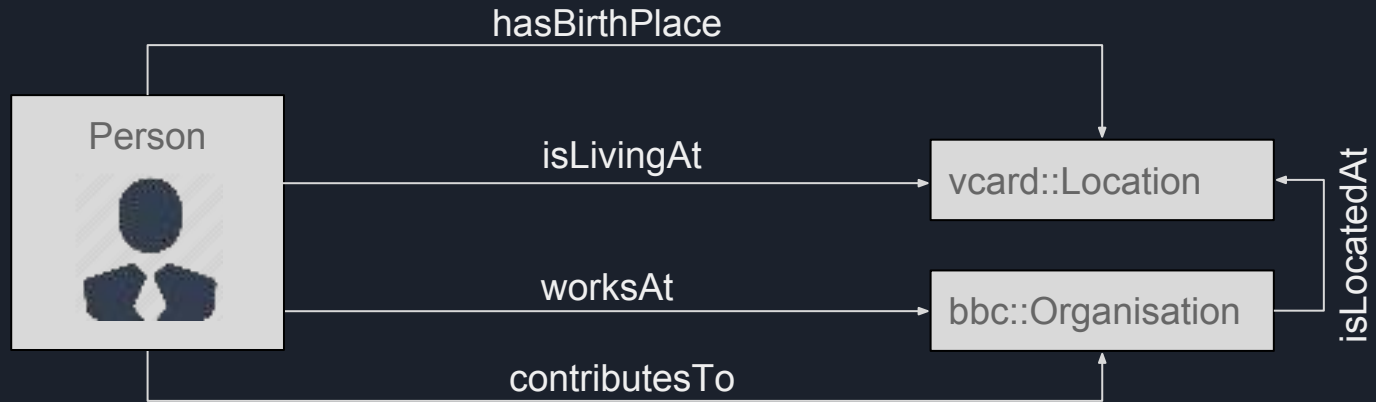 hasBirthPlace
Person
isLivingAt
vcard::Location
isLocatedAt
worksAt
bbc::Organisation
contributesTo